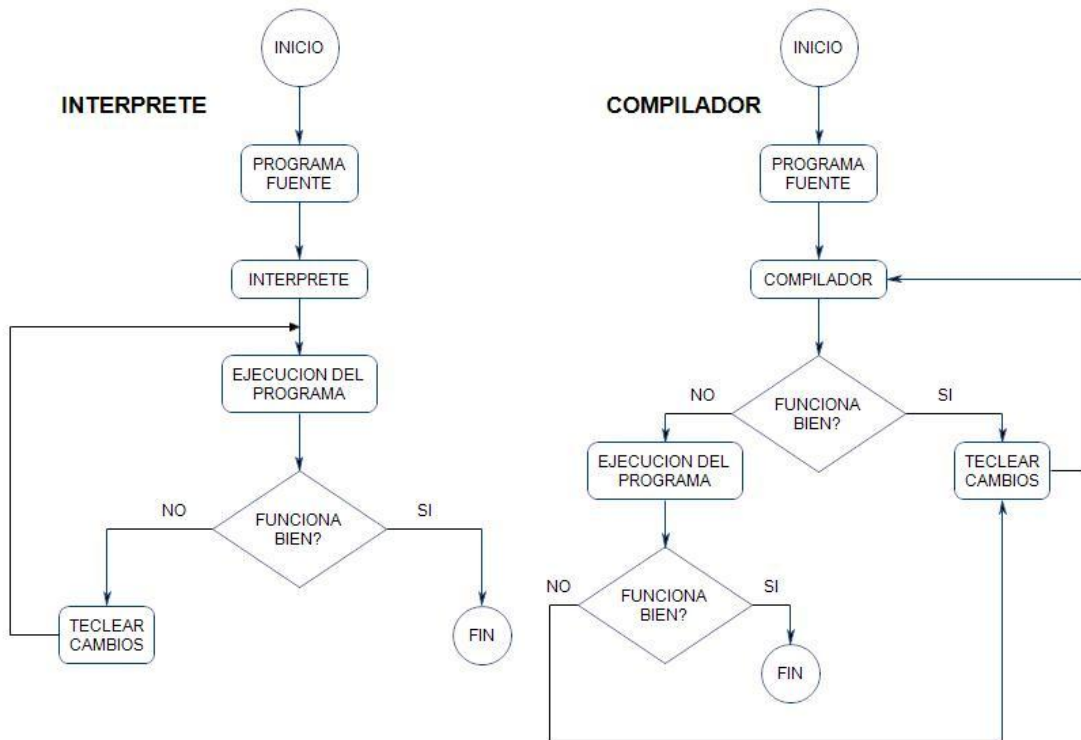 INTERPRETE
INICIO
PROGRAMA
FUENTE
INTERPRETE
EJECUCION DEL
PROGRAMA
FUNCIONA
BIEN?
NO
SI
TECLEAR
CAMBIOS
FIN
COMPILADOR
INICIO
PROGRAMA
FUENTE
COMPILADOR
FUNCIONA
BIEN?
NO
SI
EJECUCION DEL
PROGRAMA
TECLEAR
CAMBIOS
FUNCIONA
BIEN?
NO
SI
FIN